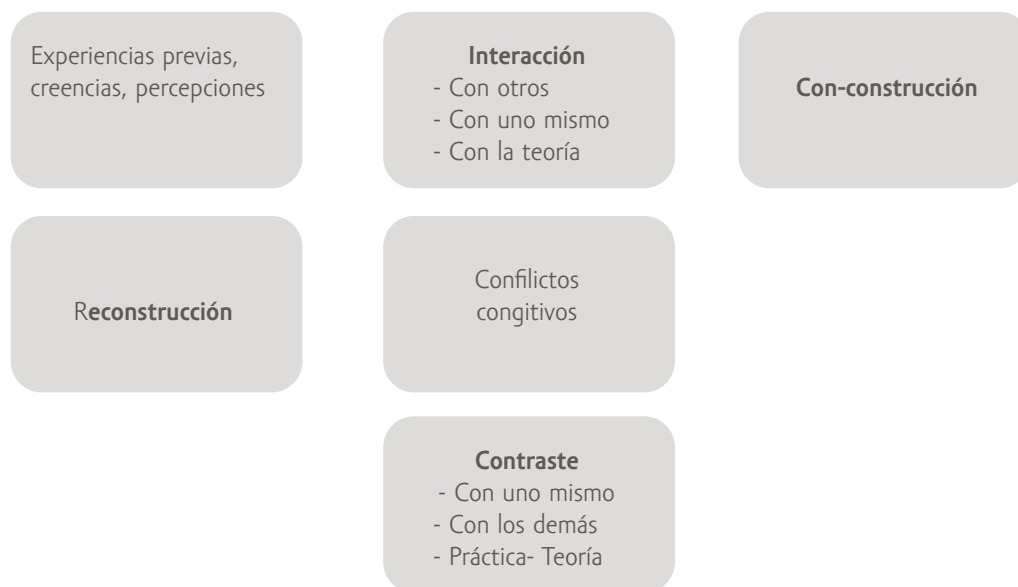 Experiencias previas,
creencias, percepciones
Interacción
- Con otros
- Con uno mismo
- Con la teoría
Con-construcción
Reconstrucción
Confilictos
congitivos
Contraste
- Con uno mismo
- Con los demás
- Práctica- Teoría